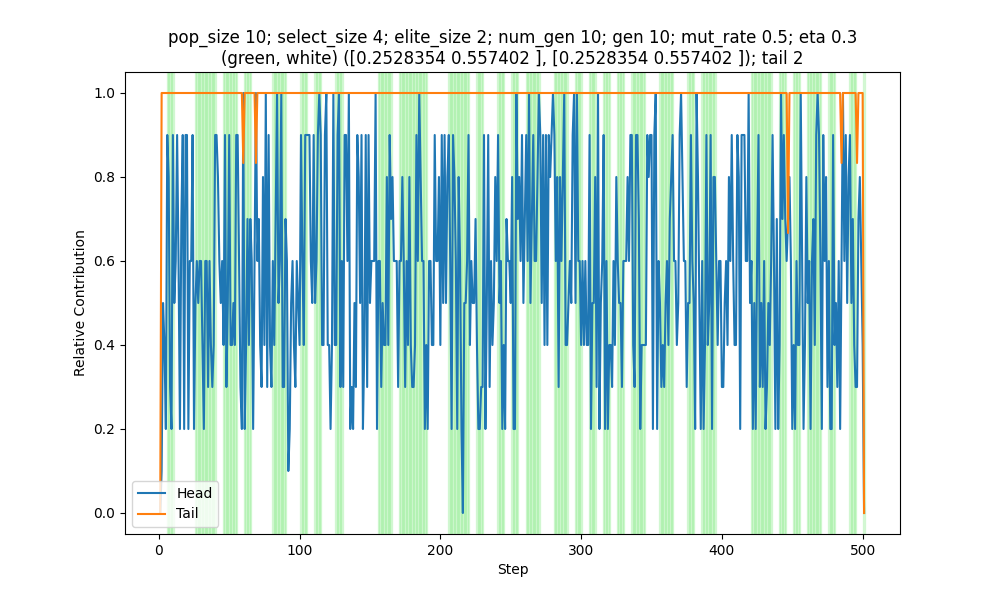 pop_size 10; select_size 4; elite_size 2; num_gen 10; gen 10; mut_rate 0.5; eta 0.3
(green, white) ([0.2528354 0.557402 ], [0.2528354 0.557402 ]); tail 2
1.0
0.8
0.6
0.4
0.2
0.0
Relative Contribution
Head
Tail
0
100
200
300
400
500
Step